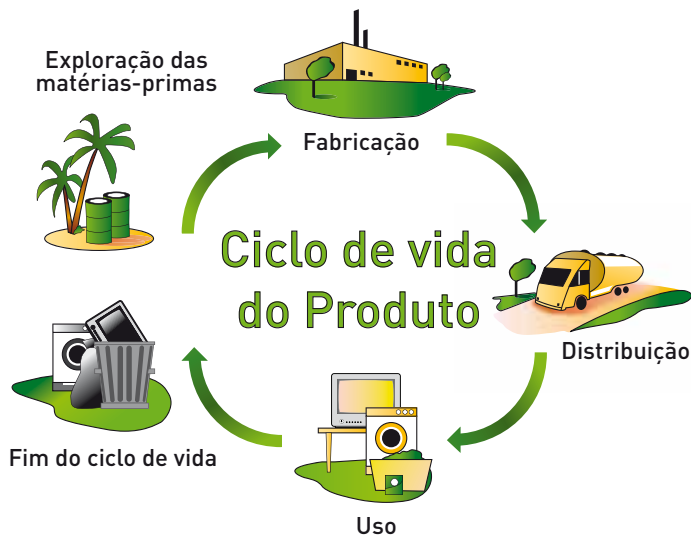 Exploração das
matérias-primas
Fabricação
Ciclo de vida
do Produto
Distribuição
Fim do ciclo de vida
Uso